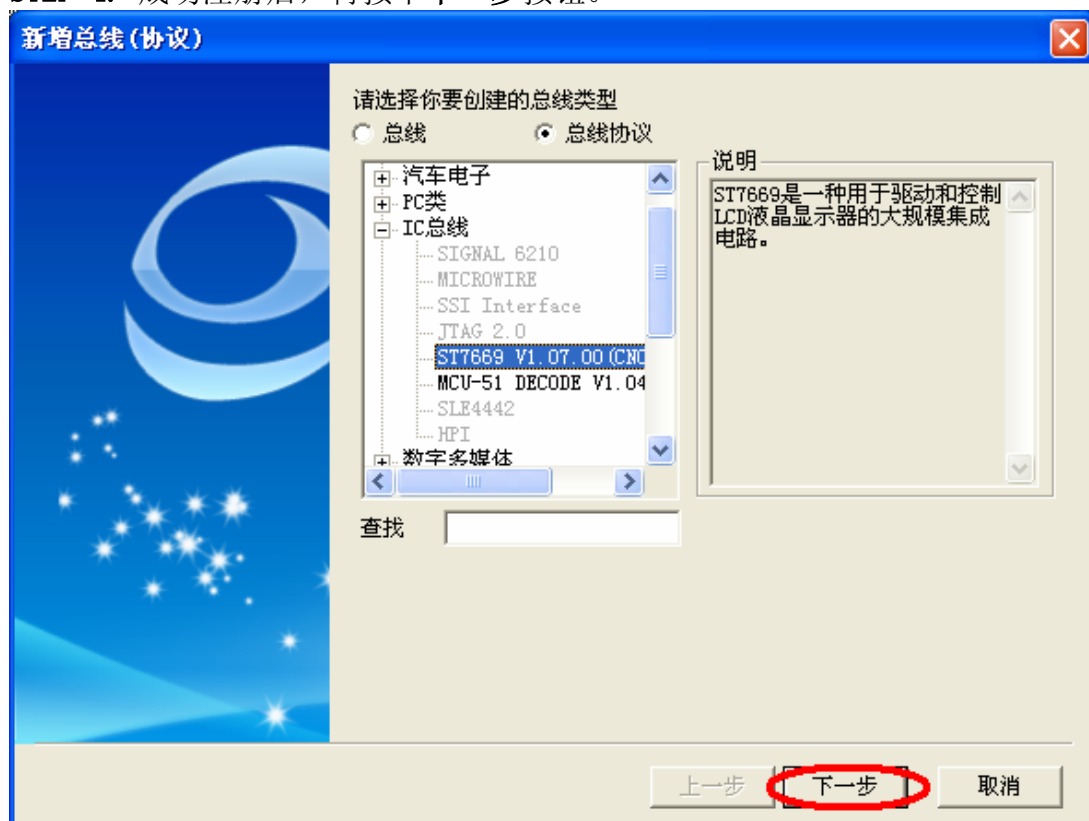 新增总线(协议)
请选择你要创建的总线类型
总线
总线协议
汽车电子
PC类
IC总线
SIGNAL 6210
MICROWIRE
SSI Interface
JTAG 2.0
ST7669 V1.07.00(CNO
MCU-51 DECODE V1.04
SLE4442
HPI
数字多媒体
说明
ST7669是一种用于驱动和控制
LCD液晶显示器的大规模集成
电路。
查找
上一步
下一步
取消